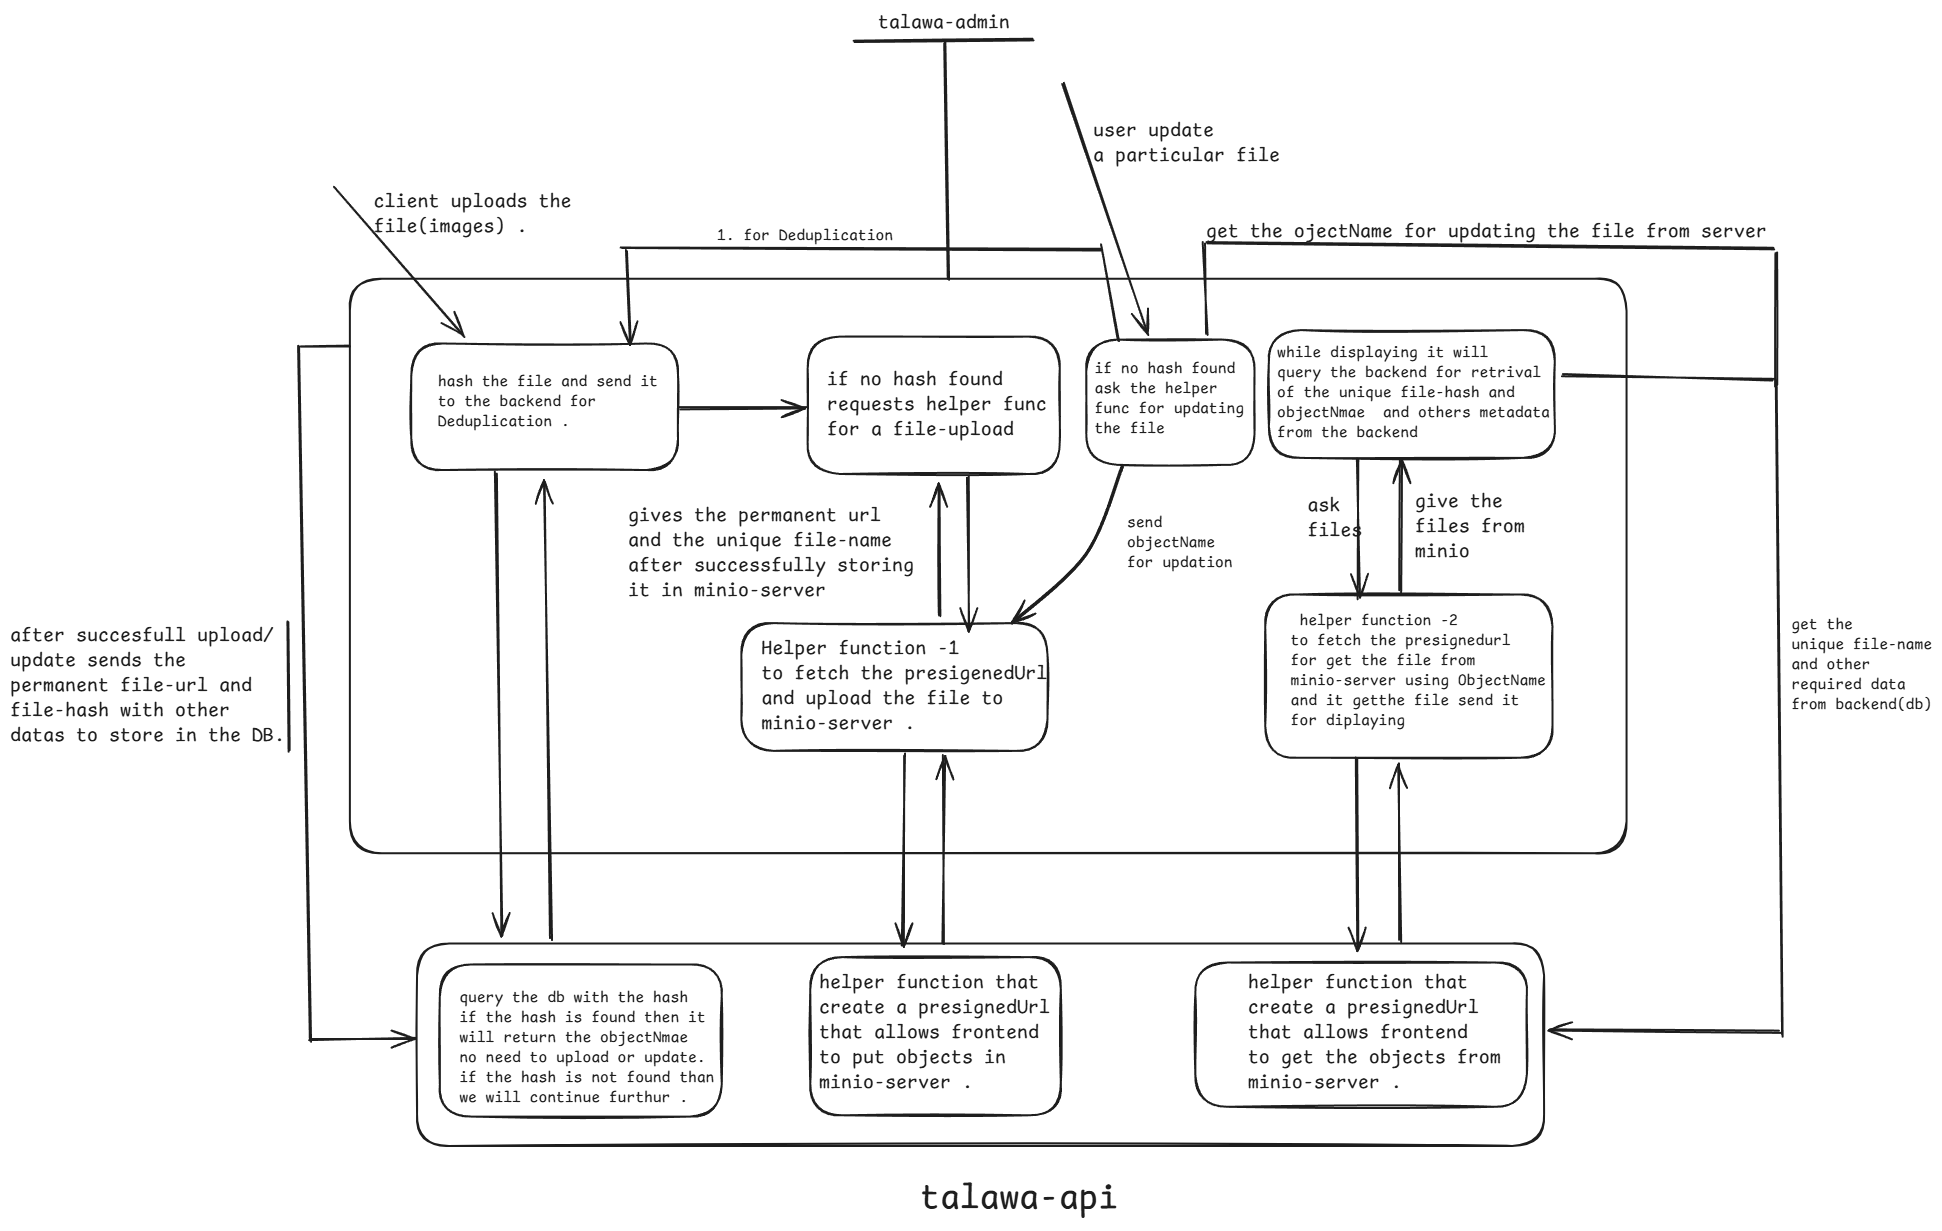 talawa-admin
user update
a particular file
client uploads the
file(images) .
1. for Deduplication
get the ojectName for updating the file from server
hash the file and send it
to the backend for
Deduplication .
if no hash found
requests helper func
for a file-upload
if no hash found
ask the helper
func for updating
the file
while displaying it will
query the backend for retrival
of the unique file-hash and
objectNmae  and others metadata
from the backend
gives the permanent url
and the unique file-name
after successfully storing
it in minio-server
send
objectName
for updation
ask
files
give the
files from
minio
after succesfull upload/
update sends the
permanent file-url and
file-hash with other
datas to store in the DB.
Helper function -1
to fetch the presigenedUrl
and upload the file to
minio-server .
helper function -2
to fetch the presignedurl
for get the file from
minio-server using ObjectName
and it getthe file send it
for diplaying
get the
unique file-name
and other
required data
from backend(db)
query the db with the hash
if the hash is found then it
will return the objectNmae
no need to upload or update.
if the hash is not found than
we will continue furthur .
helper function that
create a presignedUrl
that allows frontend
to put objects in
minio-server .
helper function that
create a presignedUrl
that allows frontend
to get the objects from
minio-server .
talawa-api